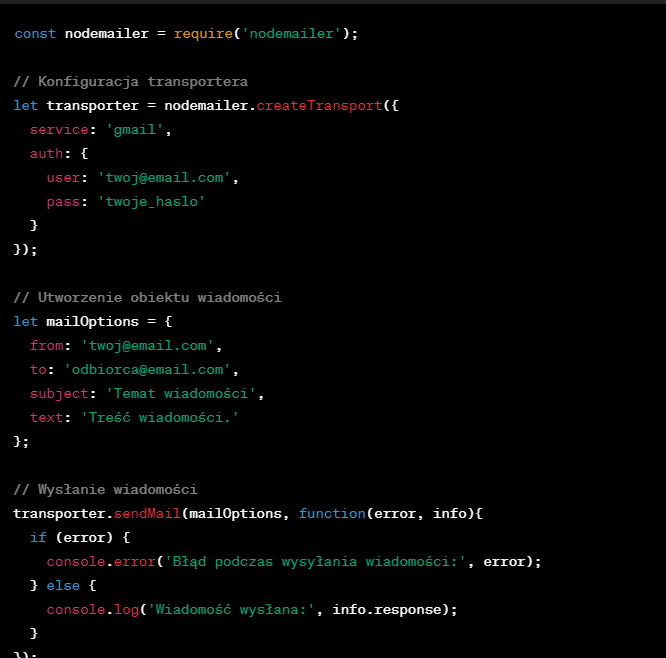 const nodemailer = require('nodemailer');
// Konfiguracja transportera
let transporter = nodemailer.createTransport({
service: 'gmail',
auth: {
user: 'twoj@email.com',
pass: 'twoje_haslo'
}
});
// Utworzenie obiektu wiadomości
let mailOptions = {
from: 'twoj@email.com',
to: 'odbiorca@email.com',
subject: 'Temat wiadomości',
text: 'Treść wiadomości.'
};
// Wysłanie wiadomości
transporter.sendMail(mailOptions, function(error, info){
if (error) {
console.error('Błąd podczas wysyłania wiadomości:', error);
} else {
console.log('Wiadomość wysłana:', info.response);
}
});